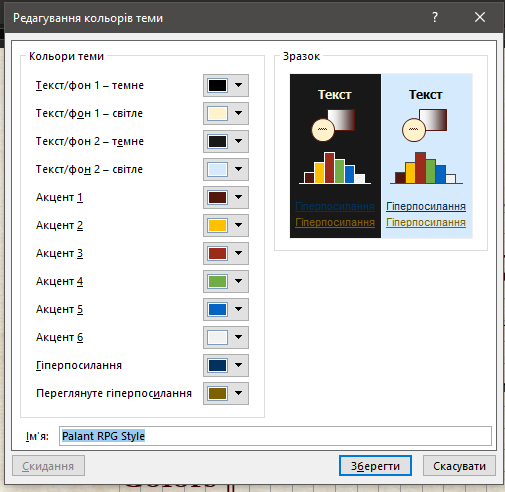 Редагування кольорів теми
?
Кольори теми
Текст/фон 1 – темне
Текст/фон 1 – світле
Текст/фон 2 – темне
Текст/фон 2 – світле
Акцент 1
Акцент 2
Акцент 3
Акцент 4
Акцент 5
Акцент 6
Гіперпосилання
Переглянуте гіперпосилання
Зразок
Текст
Текст
Гіперпосилання
Гіперпосилання
Гіперпосилання
Гіперпосилання
Ім'я:
Palant RPG Style
Скидання
Зберегти
Скасувати